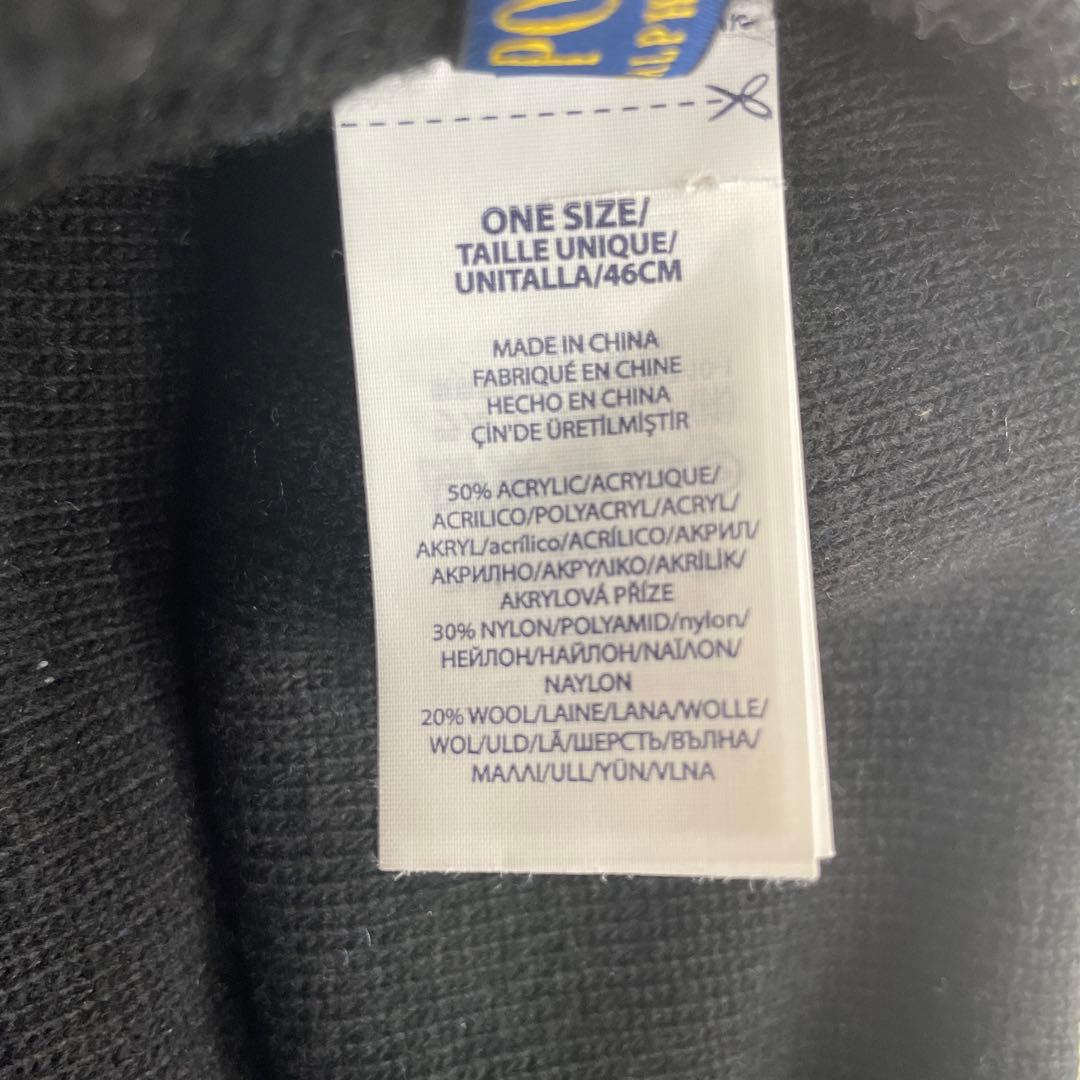 PO
ALPH
ONE SIZE/
TAILLE UNIQUE/
UNITALLA/46CM
MADE IN CHINA
FABRIQUÉ EN CHINE
HECHO EN CHINA
ÇİN'DE ÜRETİLMİŞTİR
50% ACRYLIC/ACRYLIQUE/
ACRILICO/POLYACRYL/ACRYL/
AKRYL/acrílico/ACRÍLICO/АКРИЛ/
АКРИЛНО/ΑΚΡΥΛΙΚΟ/AKRİLİK/
AKRYLOVÁ PŘÍZE
30% NYLON/POLYAMID/nylon/
НЕЙЛОН/НАЙЛОН/ΝΑΪΛΟΝ/
NAYLON
20% WOOL/LAINE/LANA/WOLLE/
WOL/ULD/LÃ/ШЕРСТЬ/ВЪЛНА/
ΜΑΛΛΙ/ULL/YÜN/VLNA